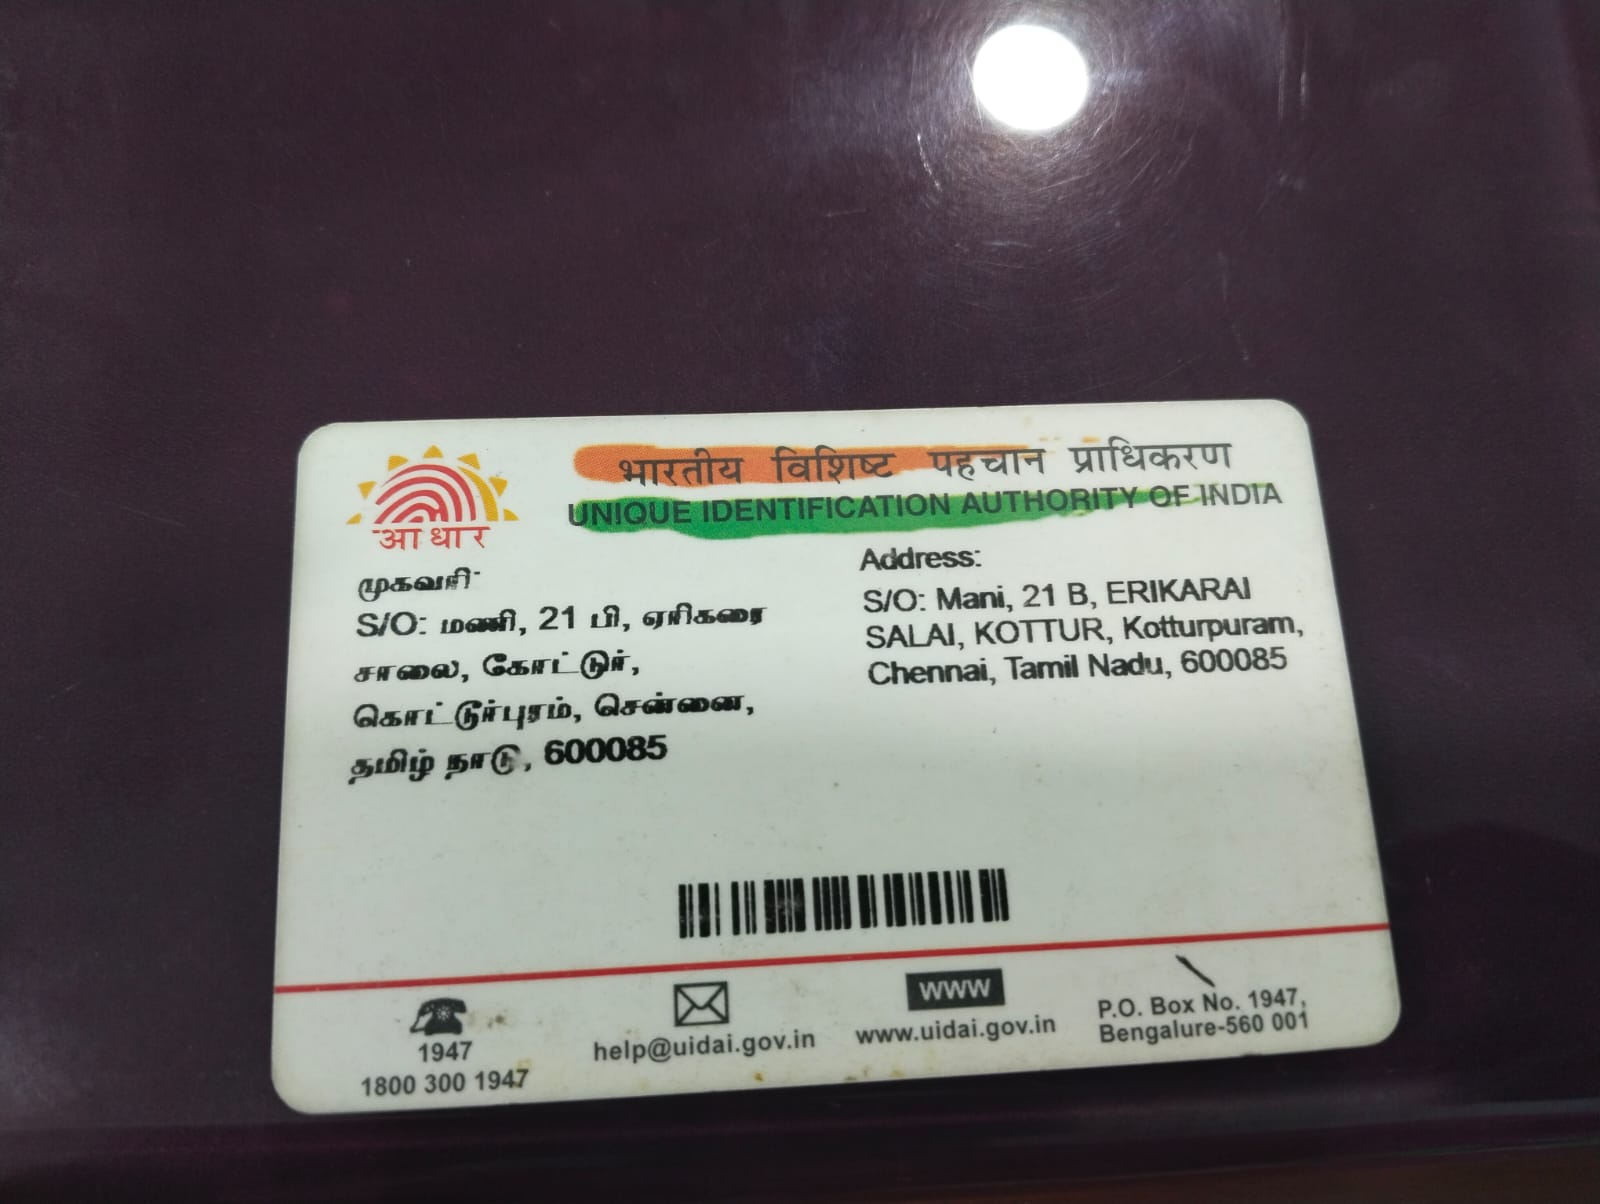 भारतीय विशिष्ट पहचान प्राधिकरण
UNIQUE IDENTIFICATION AUTHORITY OF INDIA
आधार
முகவரி:
S/O: மணி, 21 பி, ஏரிகரை
சாலை, கோட்டுர்,
கொட்டூர்புரம், சென்னை,
தமிழ் நாடு, 600085
Address:
S/O: Mani, 21 B, ERIKARAI
SALAI, KOTTUR, Kotturpuram,
Chennai, Tamil Nadu, 600085
1947
1800 300 1947
help@uidai.gov.in
www
www.uidai.gov.in
P.O. Box No. 1947,
Bengalure-560 001